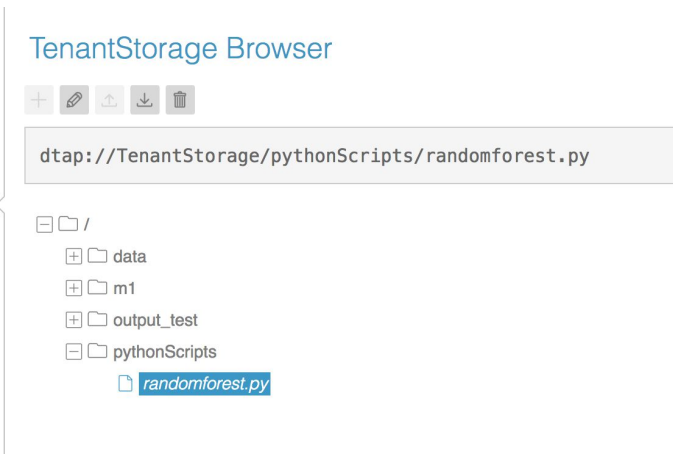 TenantStorage Browser
dtap://TenantStorage/pythonScripts/randomforest.py
/
data
m1
output_test
pythonScripts
randomforest.py